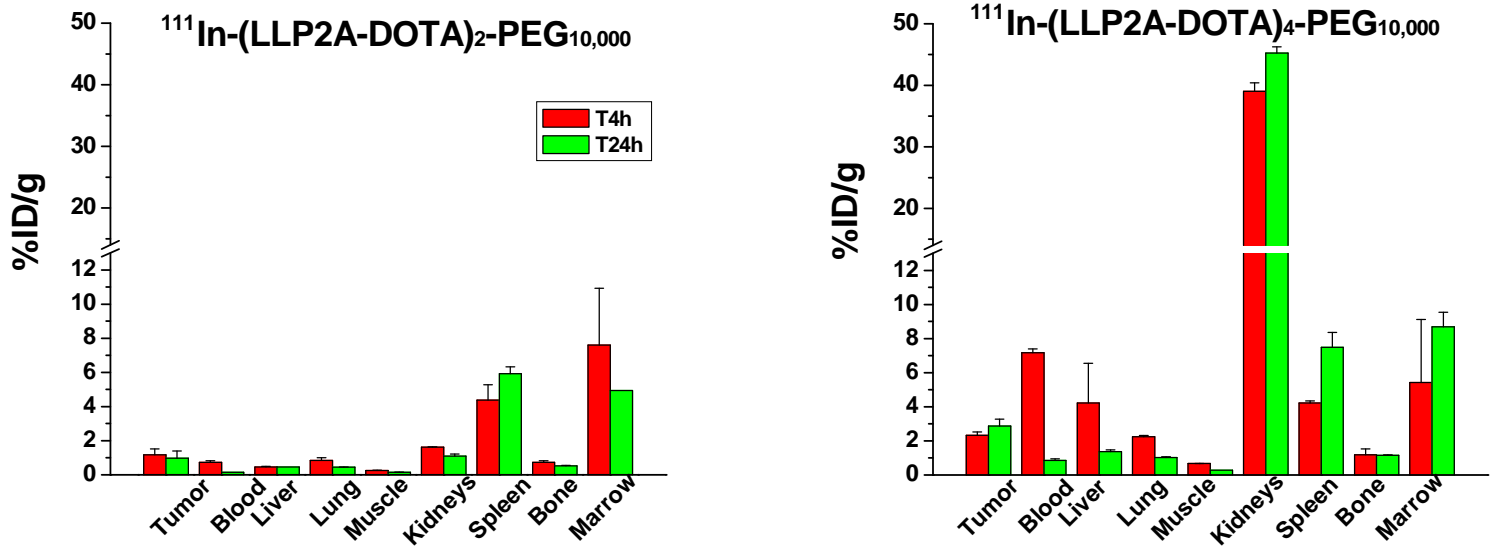 ¹¹¹In-(LLP2A-DOTA)₂-PEG₁₀,₀₀₀
%ID/g
50
40
30
20
12
10
8
6
4
2
0
T4h
T24h
Tumor
Blood
Liver
Lung
Muscle
Kidneys
Spleen
Bone
Marrow
¹¹¹In-(LLP2A-DOTA)₄-PEG₁₀,₀₀₀
%ID/g
50
40
30
20
12
10
8
6
4
2
0
Tumor
Blood
Liver
Lung
Muscle
Kidneys
Spleen
Bone
Marrow